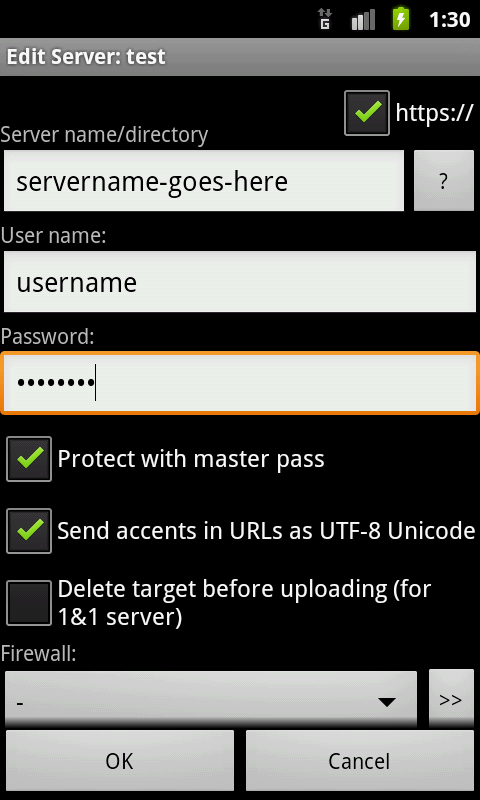 G
1:30
Edit Server: test
https://
Server name/directory
servername-goes-here
?
User name:
username
Password:
••••••••
Protect with master pass
Send accents in URLs as UTF-8 Unicode
Delete target before uploading (for
1&1 server)
Firewall:
-
>>
OK
Cancel